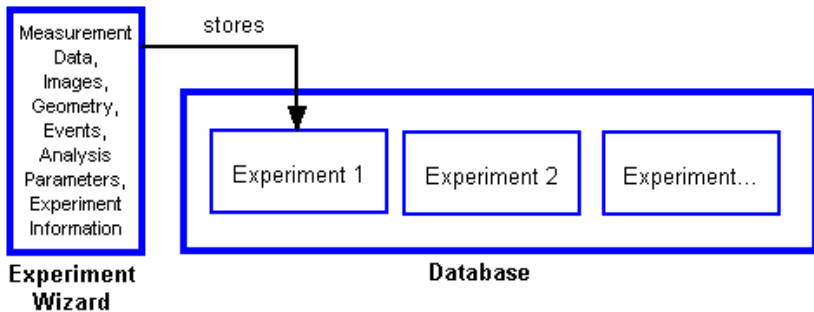 Measurement
Data,
Images,
Geometry,
Events,
Analysis
Parameters,
Experiment
Information
Experiment
Wizard
stores
Experiment 1
Experiment 2
Experiment...
Database